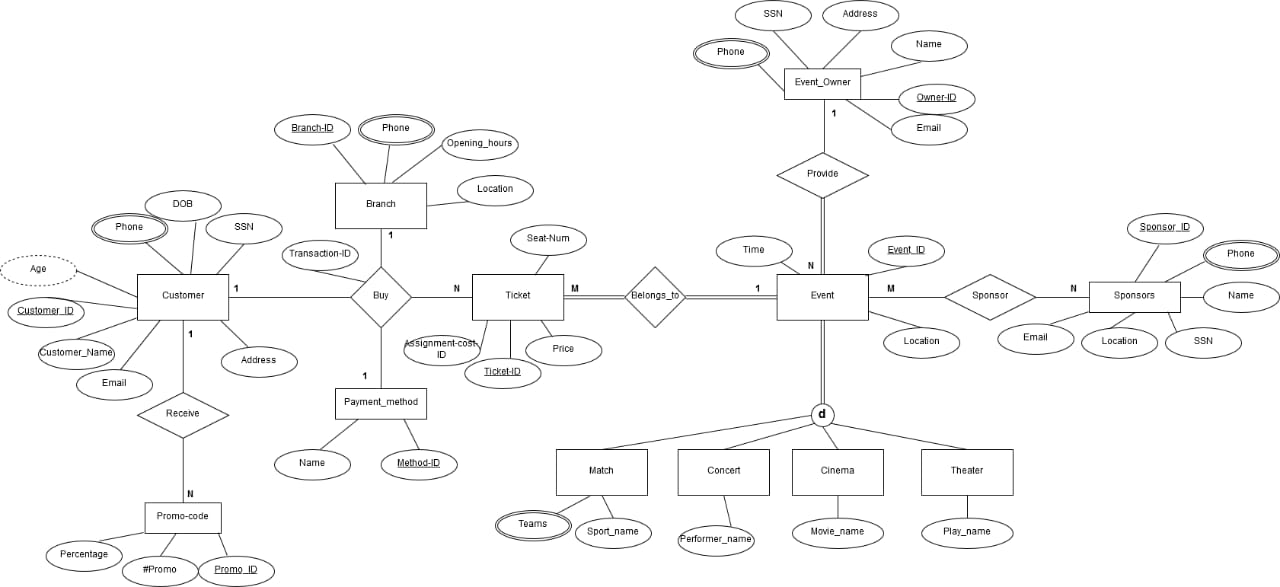 SSN
Address
Phone
Name
Event_Owner
Owner-ID
Email
1
Provide
N
Branch-ID
Phone
Opening_hours
Location
Branch
1
DOB
Phone
SSN
Age
Customer
Customer_ID
Customer_Name
Email
Address
1
1
Transaction-ID
Buy
N
1
Payment_method
Name
Method-ID
Receive
N
Promo-code
Percentage
#Promo
Promo_ID
Seat-Num
Ticket
Assignment-cost-
ID
Ticket-ID
Price
M
Belongs_to
1
Time
Event_ID
Event
Location
M
Sponsor
N
Sponsor_ID
Phone
Sponsors
Name
Email
Location
SSN
d
Match
Concert
Cinema
Theater
Teams
Sport_name
Performer_name
Movie_name
Play_name